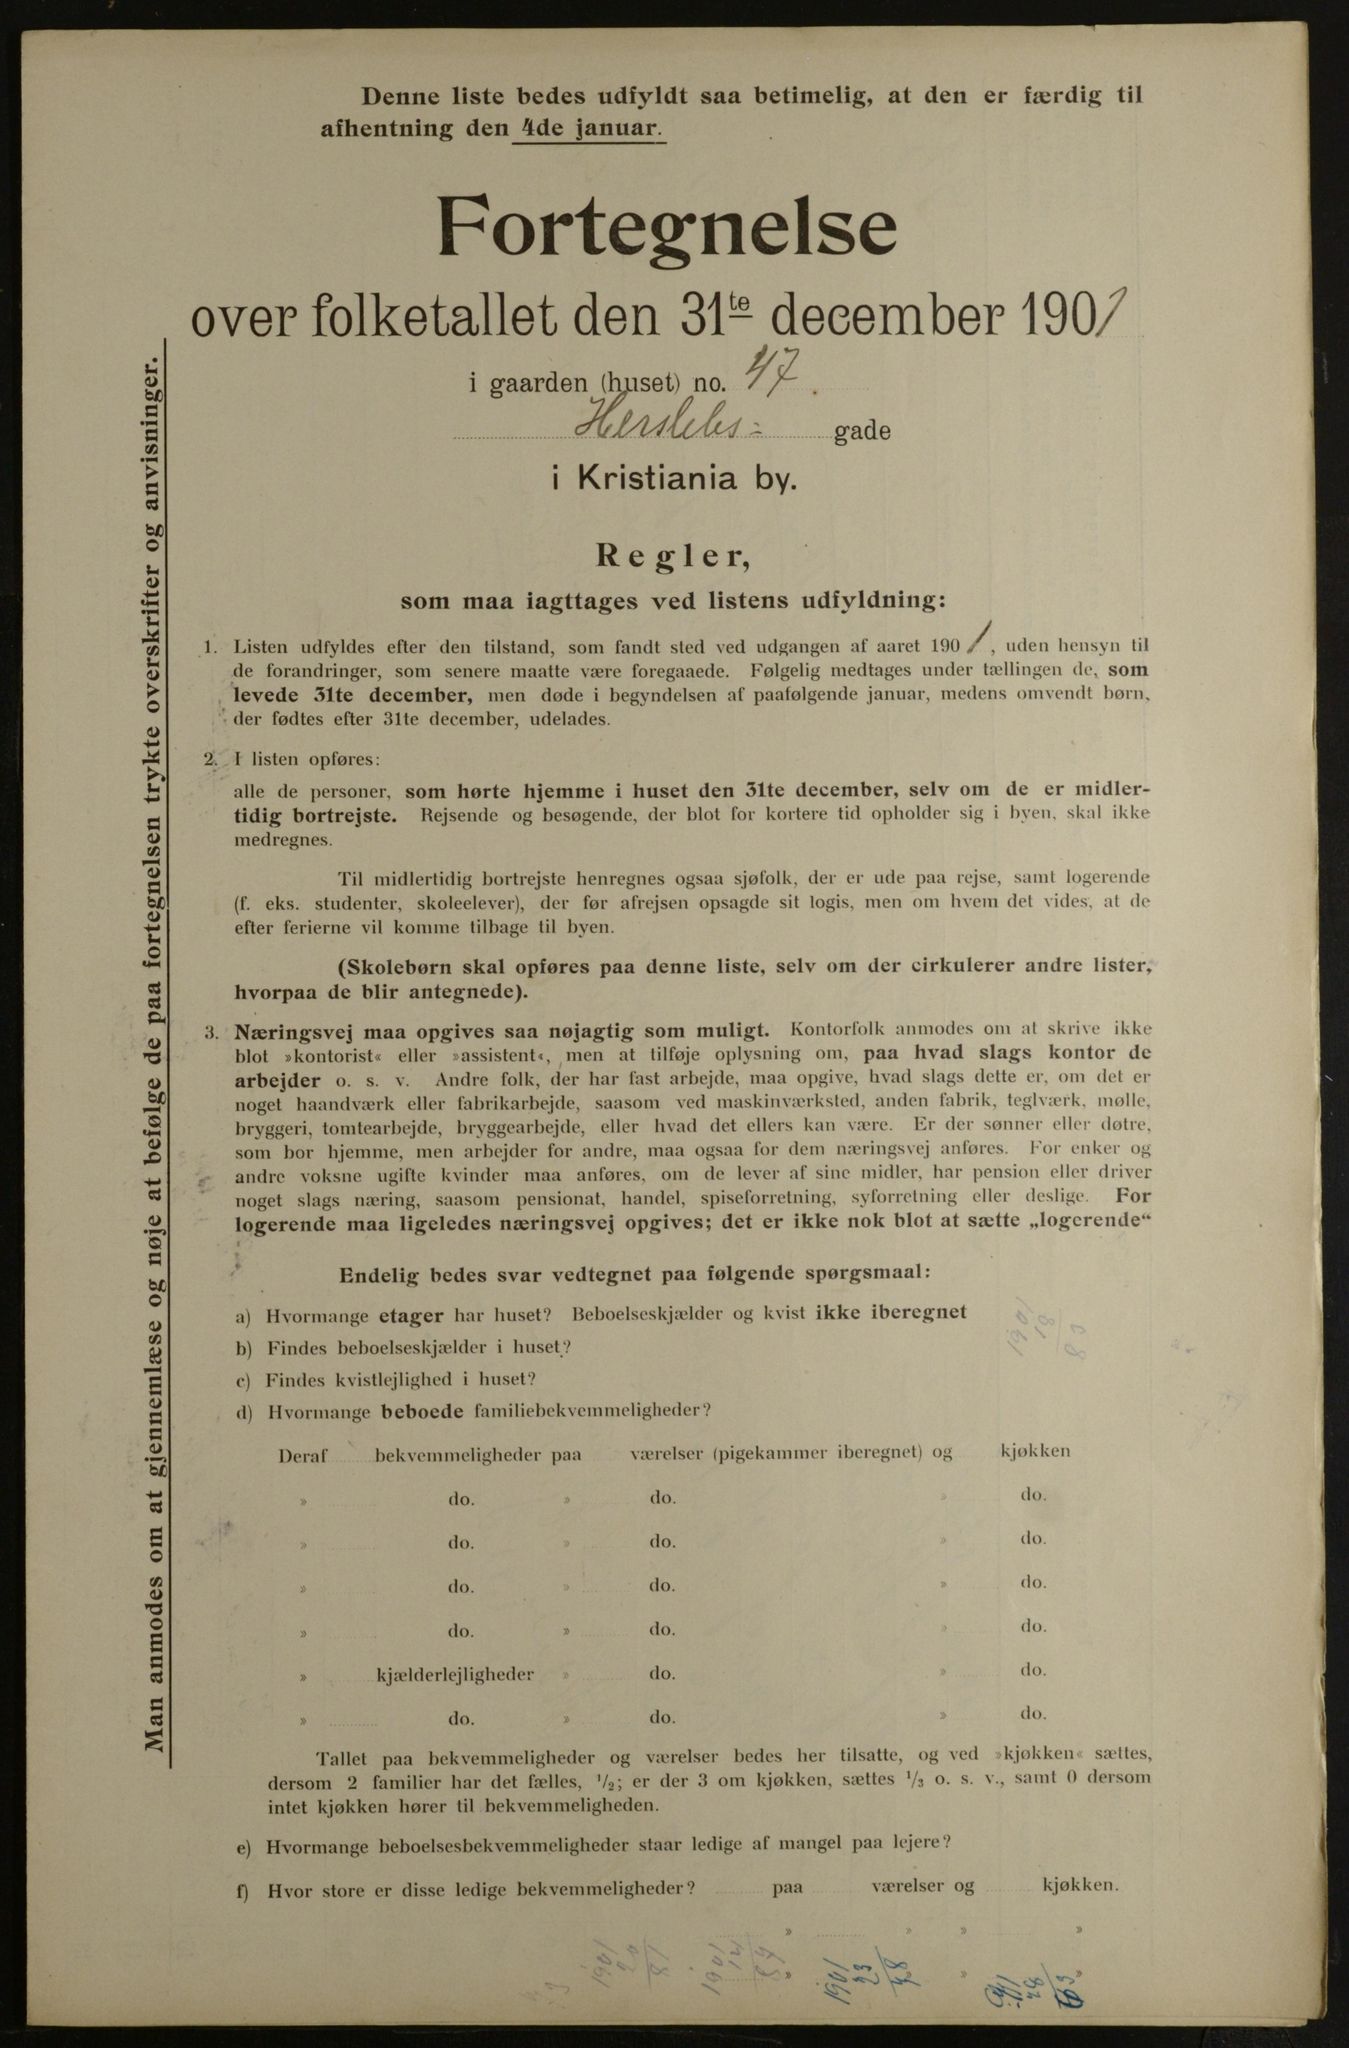 Denne liste bedes udfyldt saa betimelig, at den er færdig til
afhentning den 4de januar.
Fortegnelse
over folketallet den 31te december 1901
i gaarden (huset) no. 47.
Herslebs= gade
i Kristiania by.
Regler,
som maa iagttages ved listens udfyldning:
1. Listen udfyldes efter den tilstand, som fandt sted ved udgangen af aaret 1901, uden hensyn til
de forandringer, som senere maatte være foregaaede. Følgelig medtages under tællingen de, som
levede 31te december, men døde i begyndelsen af paafølgende januar, medens omvendt børn,
der fødtes efter 31te december, udelades.
2. I listen opføres:
alle de personer, som hørte hjemme i huset den 31te december, selv om de er midler-
tidig bortrejste. Rejsende og besøgende, der blot for kortere tid opholder sig i byen, skal ikke
medregnes.
Til midlertidig bortrejste henregnes ogsaa sjøfolk, der er ude paa rejse, samt logerende
(f. eks. studenter, skoleelever), der før afrejsen opsagde sit logis, men om hvem det vides, at de
efter ferierne vil komme tilbage til byen.
(Skolebørn skal opføres paa denne liste, selv om der cirkulerer andre lister,
hvorpaa de blir antegnede).
3. Næringsvej maa opgives saa nøjagtig som muligt. Kontorfolk anmodes om at skrive ikke
blot »kontorist« eller »assistent«, men at tilføje oplysning om, paa hvad slags kontor de
arbejder o. s. v. Andre folk, der har fast arbejde, maa opgive, hvad slags dette er, om det er
noget haandværk eller fabrikarbejde, saasom ved maskinværksted, anden fabrik, teglværk, mølle,
bryggeri, tomtearbejde, bryggearbejde, eller hvad det ellers kan være. Er der sønner eller døtre,
som bor hjemme, men arbejder for andre, maa ogsaa for dem næringsvej anføres. For enker og
andre voksne ugifte kvinder maa anføres, om de lever af sine midler, har pension eller driver
noget slags næring, saasom pensionat, handel, spiseforretning, syforretning eller deslige. For
logerende maa ligeledes næringsvej opgives; det er ikke nok blot at sætte „logerende“
Endelig bedes svar vedtegnet paa følgende spørgsmaal:
a) Hvormange etager har huset? Beboelseskjælder og kvist ikke iberegnet
b) Findes beboelseskjælder i huset?
c) Findes kvistlejlighed i huset?
d) Hvormange beboede familiebekvemmeligheder?
Deraf bekvemmeligheder paa værelser (pigekammer iberegnet) og kjøkken
» do. » do. » do.
» do. » do. » do.
» do. » do. » do.
» do. » do. » do.
» kjælderlejligheder » do. » do.
» do. » do. » do.
Tallet paa bekvemmeligheder og værelser bedes her tilsatte, og ved »kjøkken« sættes,
dersom 2 familier har det fælles, 1/2; er der 3 om kjøkken, sættes 1/3 o. s. v., samt 0 dersom
intet kjøkken hører til bekvemmeligheden.
e) Hvormange beboelsesbekvemmeligheder staar ledige af mangel paa lejere?
f) Hvor store er disse ledige bekvemmeligheder? paa værelser og kjøkken.
» » » »
Man anmodes om at gjennemlæse og nøje at befølge de paa fortegnelsen trykte overskrifter og anvisninger.
1901
18
83
1901
20
81
1901
14
87
1901
23
78
28
63